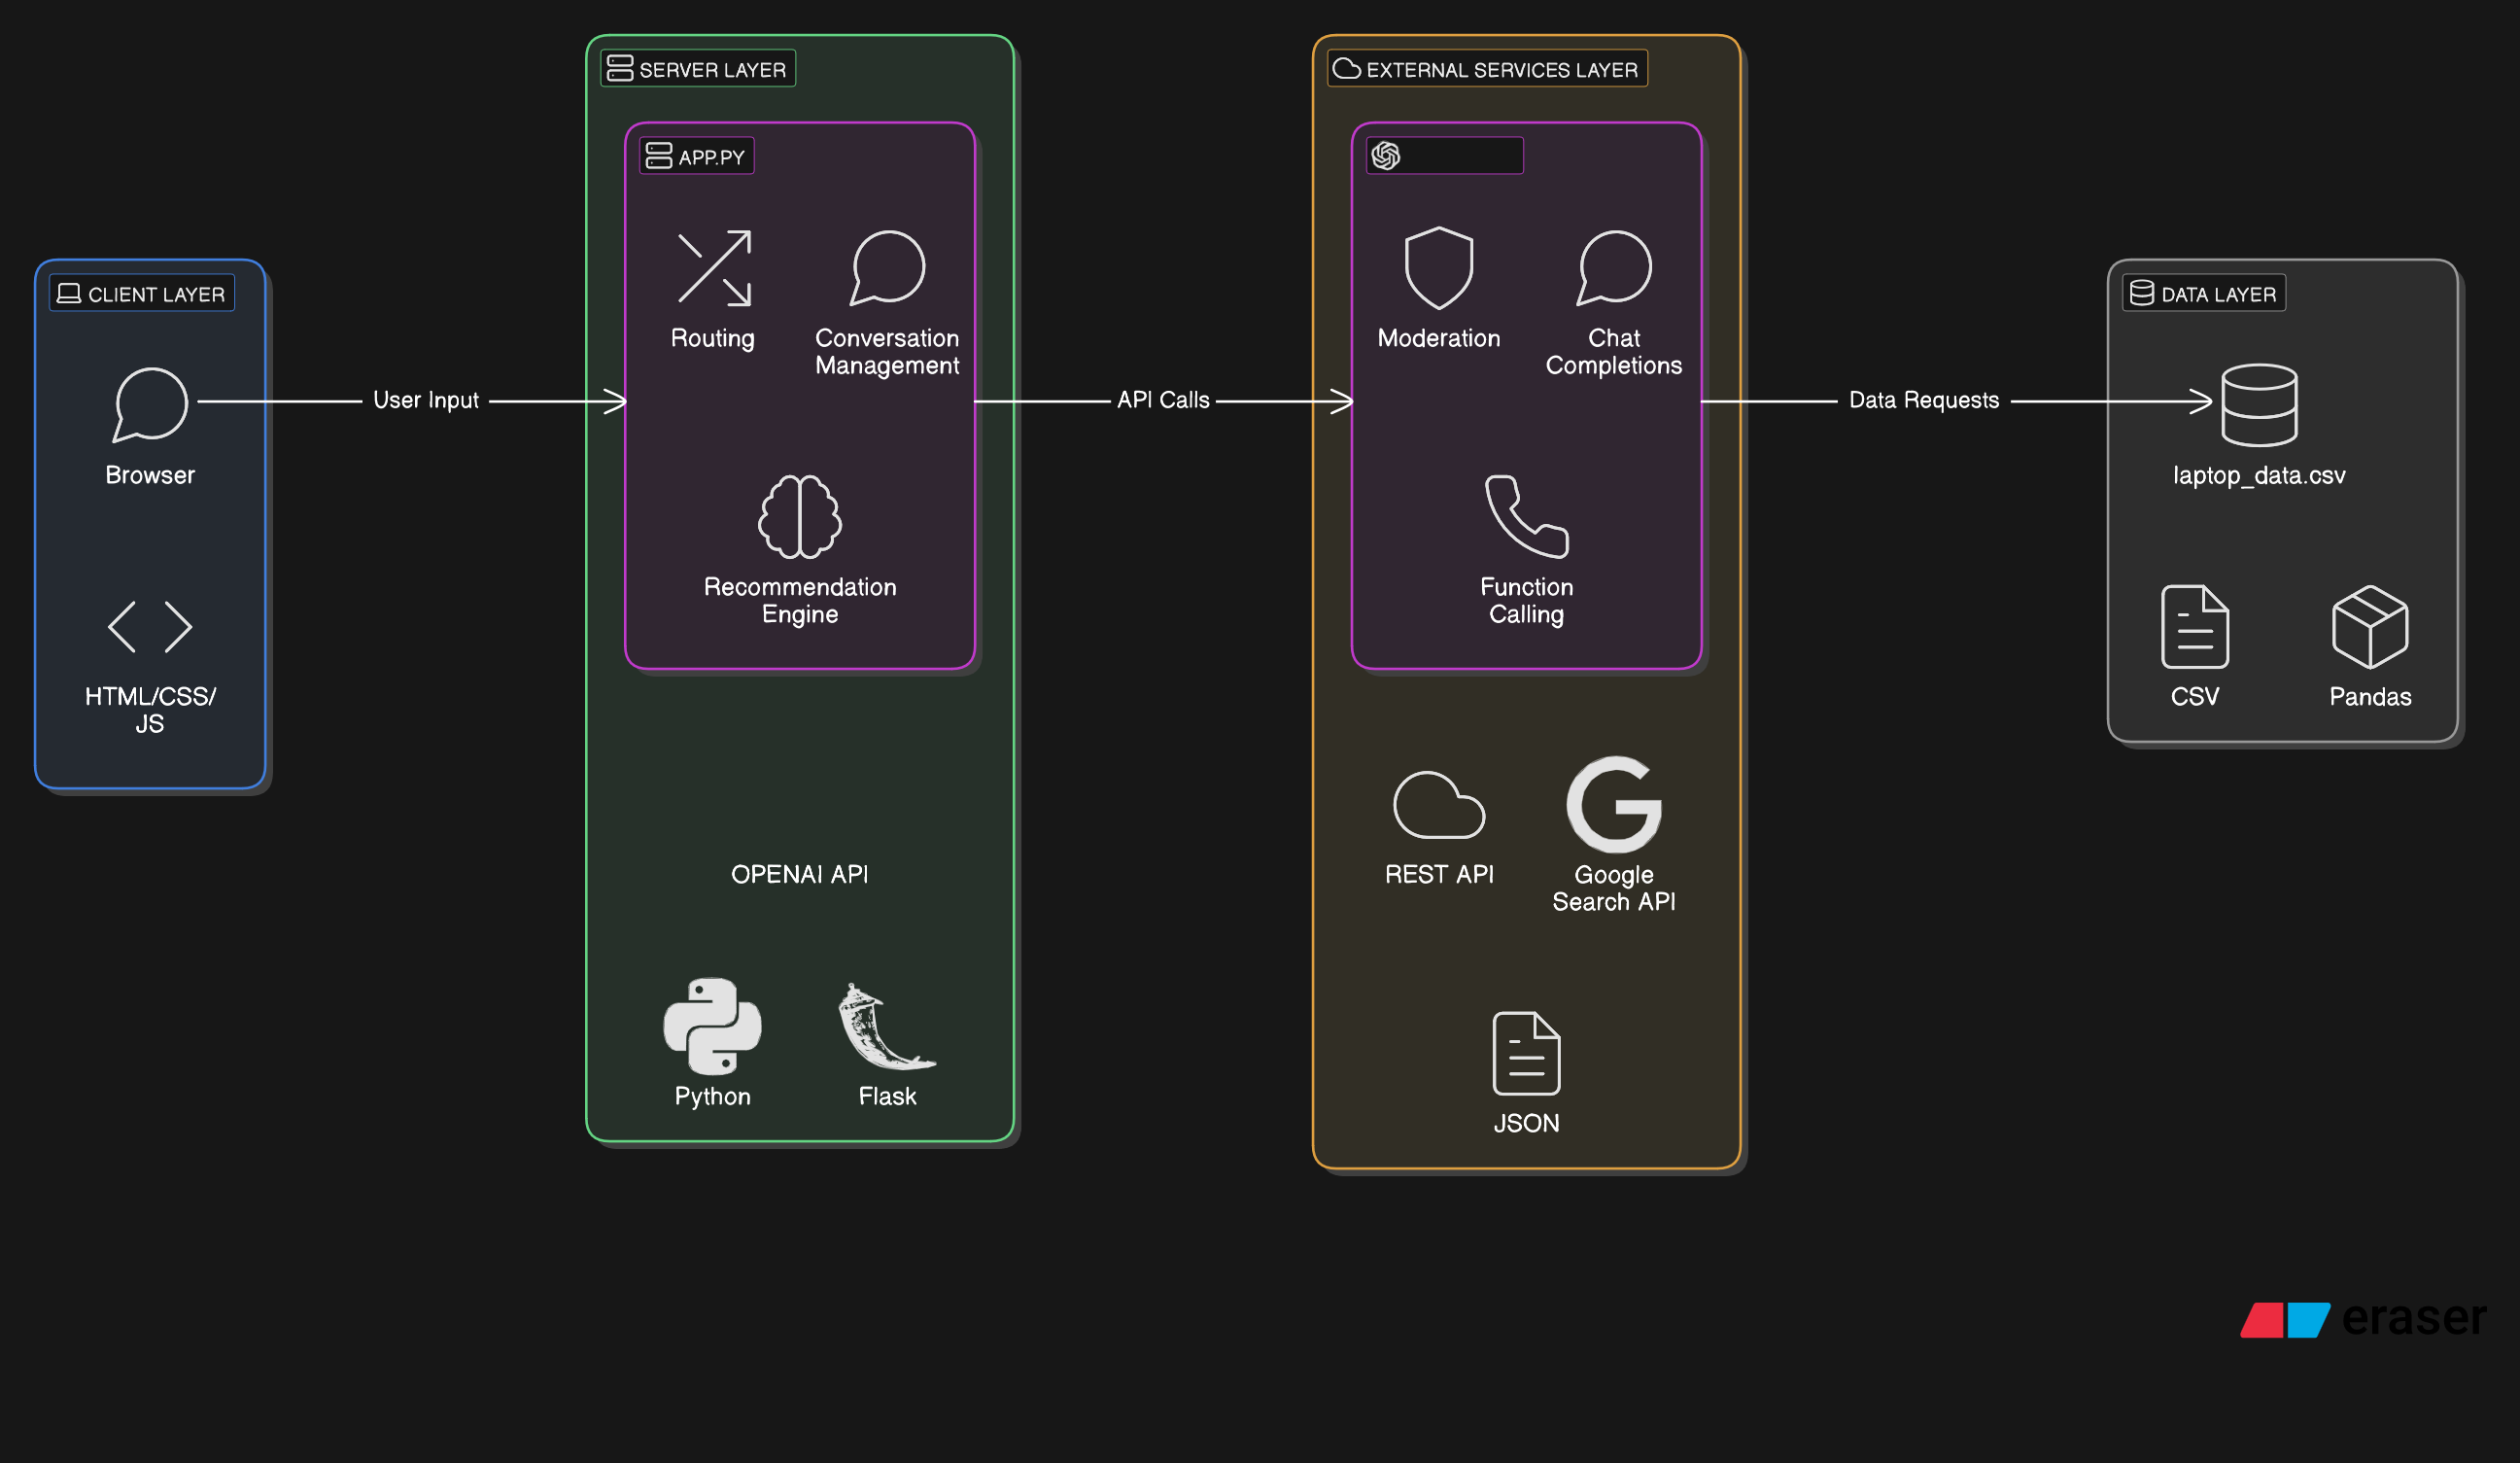 CLIENT LAYER
Browser
HTML/CSS/
JS
User Input
SERVER LAYER
APP.PY
Routing
Conversation
Management
Recommendation
Engine
OPENAI API
Python
Flask
API Calls
EXTERNAL SERVICES LAYER
Moderation
Chat
Completions
Function
Calling
REST API
Google
Search API
JSON
Data Requests
DATA LAYER
laptop_data.csv
CSV
Pandas
eraser